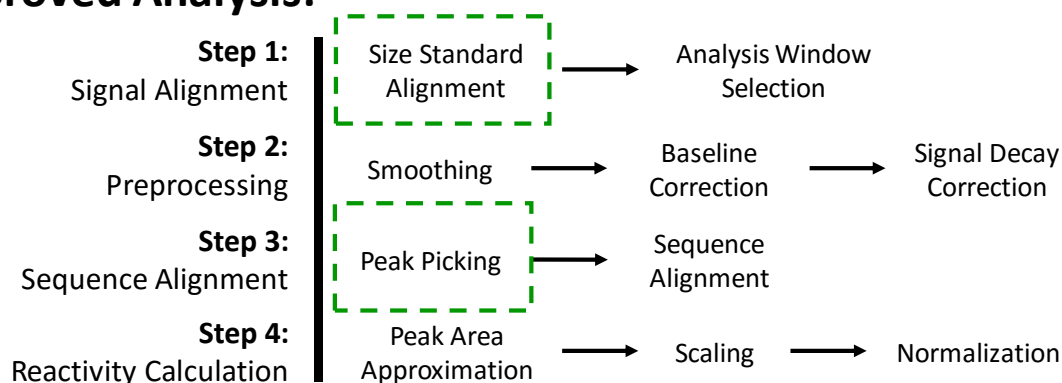 Analysis:
Step 1:
Signal Alignment
Size Standard
Alignment
Analysis Window
Selection
Step 2:
Preprocessing
Smoothing
Baseline
Correction
Signal Decay
Correction
Step 3:
Sequence Alignment
Peak Picking
Sequence
Alignment
Step 4:
Reactivity Calculation
Peak Area
Approximation
Scaling
Normalization